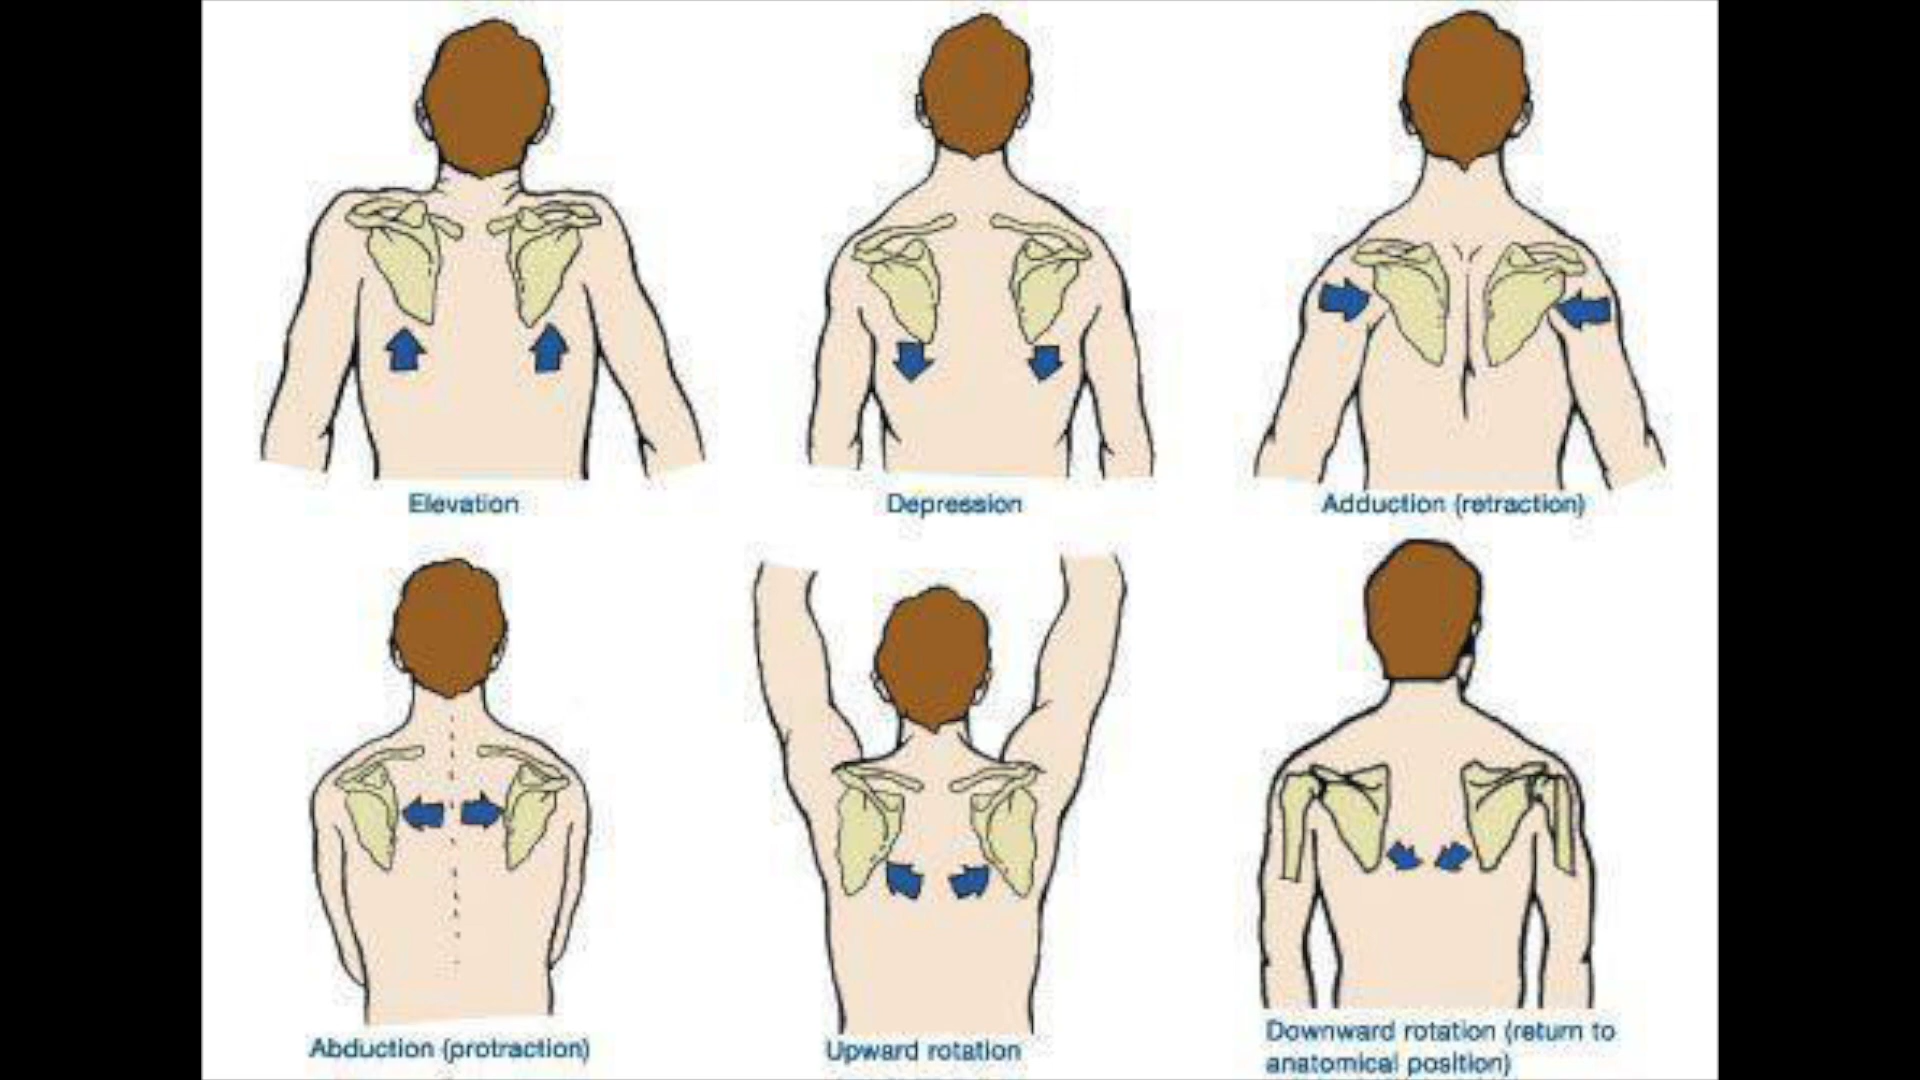 Elevation
Depression
Adduction (retraction)
Abduction (protraction)
Upward rotation
Downward rotation (return to
anatomical position)